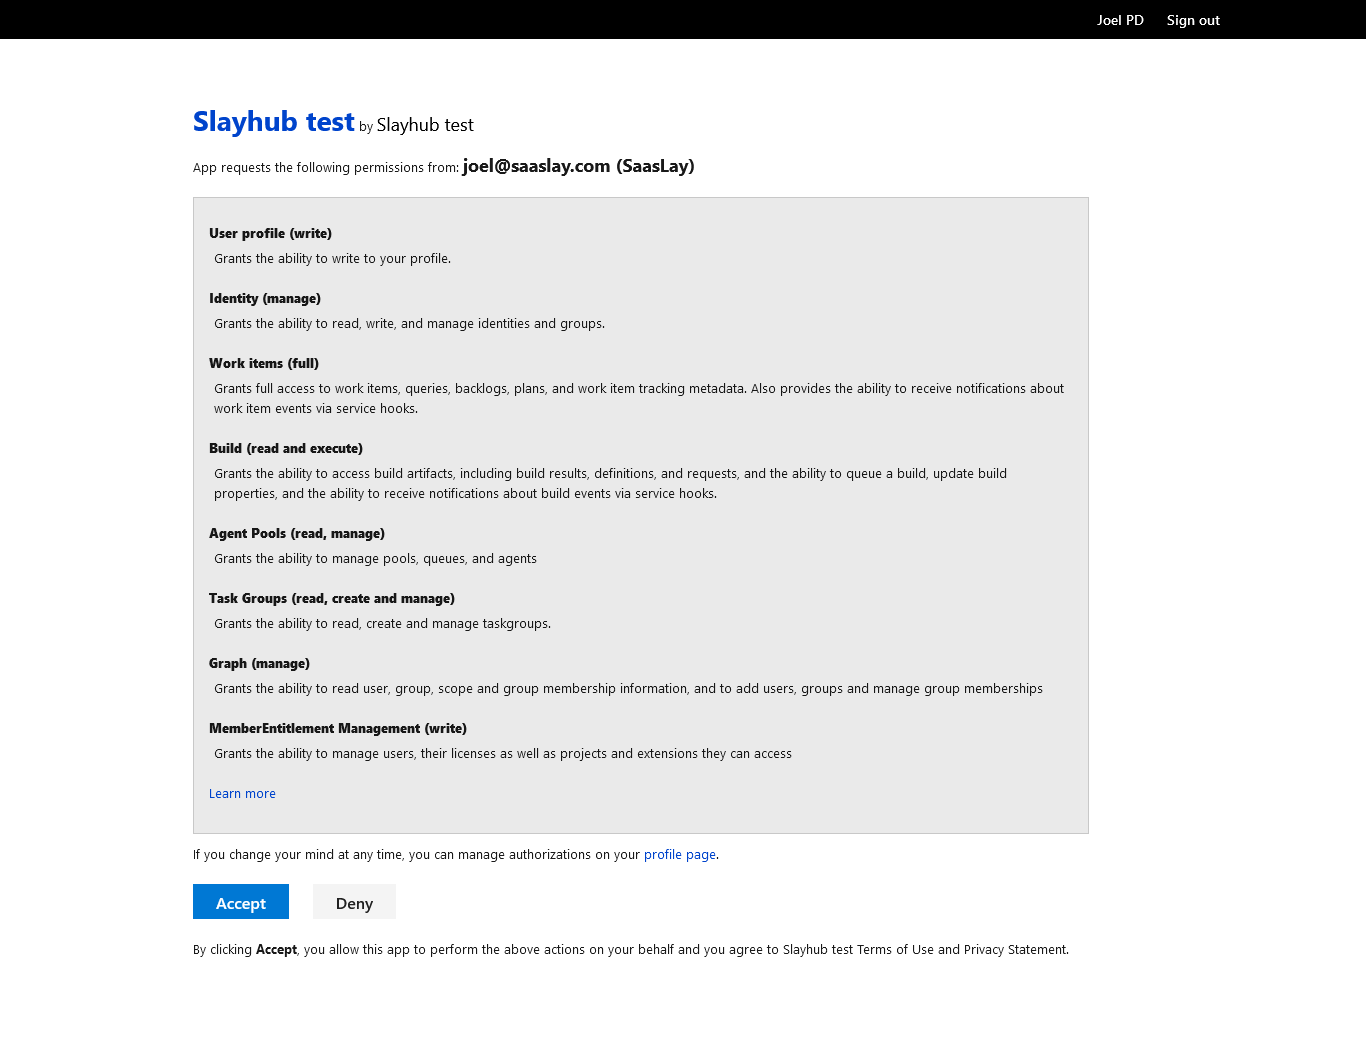 Joel PD Sign out
Slayhub test by Slayhub test
App requests the following permissions from: joel@saaslay.com (SaasLay)
User profile (write)
Grants the ability to write to your profile.
Identity (manage)
Grants the ability to read, write, and manage identities and groups.
Work items (full)
Grants full access to work items, queries, backlogs, plans, and work item tracking metadata. Also provides the ability to receive notifications about
work item events via service hooks.
Build (read and execute)
Grants the ability to access build artifacts, including build results, definitions, and requests, and the ability to queue a build, update build
properties, and the ability to receive notifications about build events via service hooks.
Agent Pools (read, manage)
Grants the ability to manage pools, queues, and agents
Task Groups (read, create and manage)
Grants the ability to read, create and manage taskgroups.
Graph (manage)
Grants the ability to read user, group, scope and group membership information, and to add users, groups and manage group memberships
MemberEntitlement Management (write)
Grants the ability to manage users, their licenses as well as projects and extensions they can access
Learn more
If you change your mind at any time, you can manage authorizations on your profile page.
Accept Deny
By clicking Accept, you allow this app to perform the above actions on your behalf and you agree to Slayhub test Terms of Use and Privacy Statement.